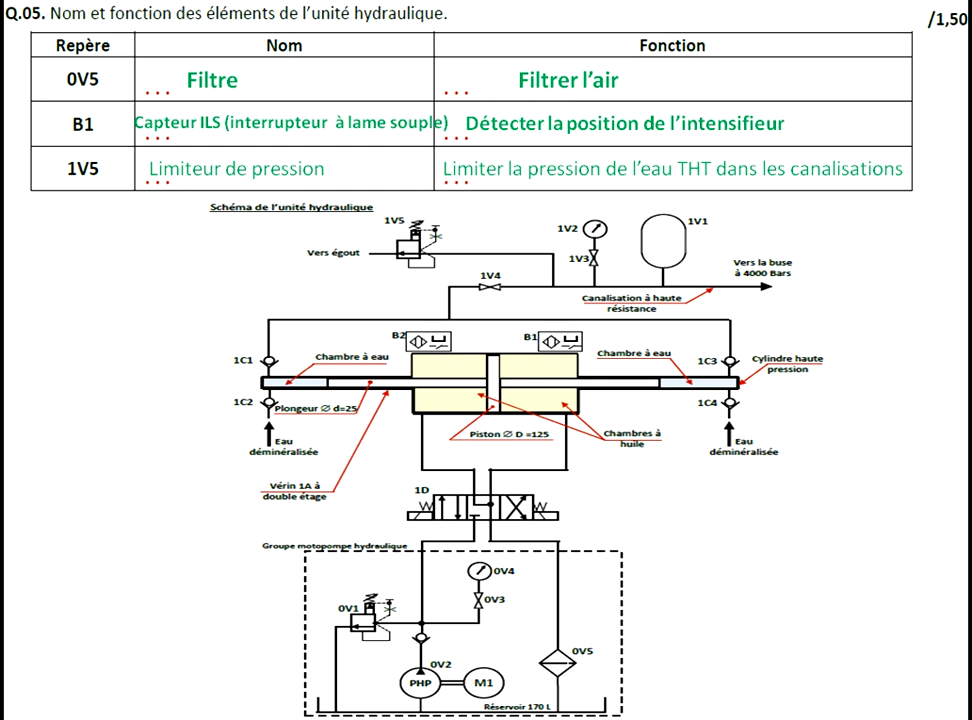 Q.05. Nom et fonction des éléments de l'unité hydraulique.
/1,50
Repère Nom Fonction
0V5 ... Filtre ... Filtrer l'air
B1 Capteur ILS (interrupteur à lame souple) ... Détecter la position de l'intensifieur ...
1V5 Limiteur de pression ... Limiter la pression de l'eau THT dans les canalisations ...
Schéma de l'unité hydraulique
1V5
1V2
1V1
Vers égout
1V3
Vers la buse
à 4000 Bars
1V4
Canalisation à haute
résistance
B2
B1
1C1
Chambre à eau
Chambre à eau
1C3
Cylindre haute
pression
1C2
Plongeur ∅ d=25
1C4
Piston ∅ D =125
Chambres à
huile
Eau
déminéralisée
Eau
déminéralisée
Vérin 1A à
double étage
1D
Groupe motopompe hydraulique
0V4
0V3
0V1
0V2
0V5
PHP
M1
Réservoir 170 L